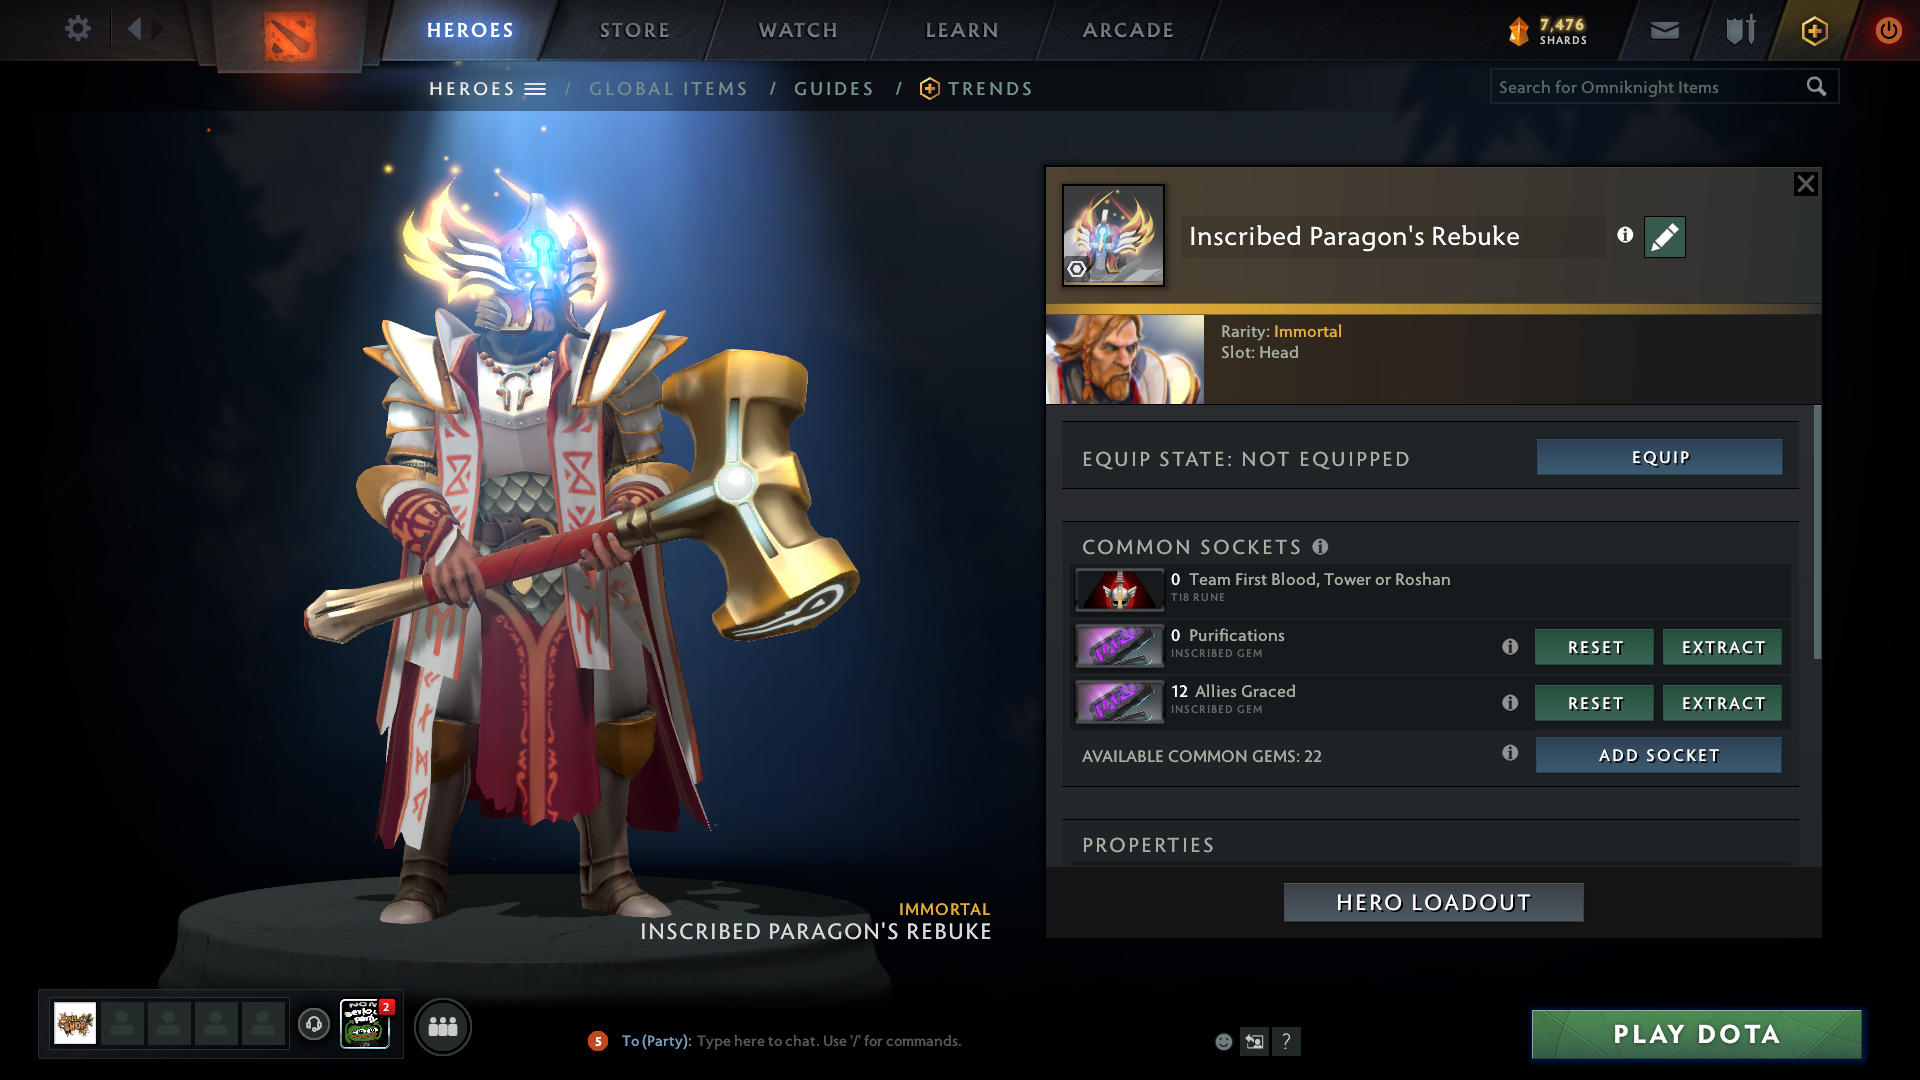 HEROES
STORE
WATCH
LEARN
ARCADE
7,476
SHARDS
HEROES / GLOBAL ITEMS / GUIDES / TRENDS
Search for Omniknight Items
Inscribed Paragon's Rebuke
Rarity: Immortal
Slot: Head
EQUIP STATE: NOT EQUIPPED
EQUIP
COMMON SOCKETS
0 Team First Blood, Tower or Roshan
TI8 RUNE
0 Purifications
INSCRIBED GEM
RESET
EXTRACT
12 Allies Graced
INSCRIBED GEM
RESET
EXTRACT
AVAILABLE COMMON GEMS: 22
ADD SOCKET
PROPERTIES
HERO LOADOUT
IMMORTAL
INSCRIBED PARAGON'S REBUKE
2
5
To (Party): Type here to chat. Use '/' for commands.
?
PLAY DOTA